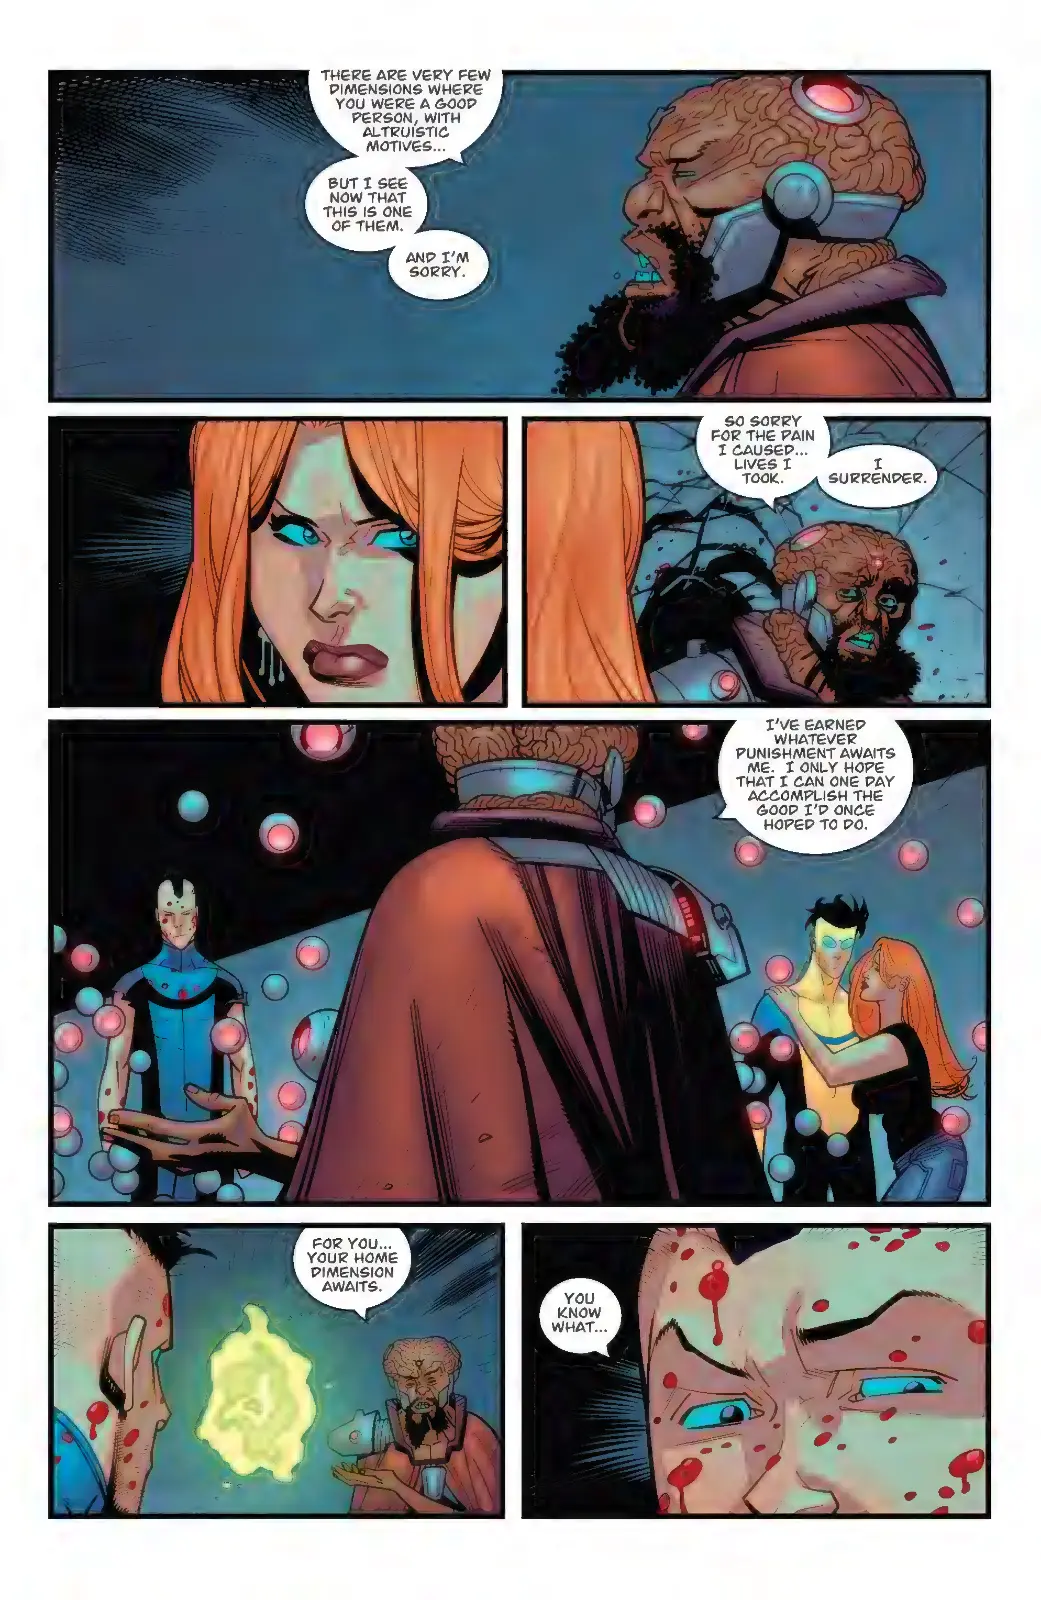 THERE ARE VERY FEW
DIMENSIONS WHERE
YOU WERE A GOOD
PERSON, WITH
ALTRUISTIC
MOTIVES...
BUT I SEE
NOW THAT
THIS IS ONE
OF THEM.
AND I'M
SORRY.
SO SORRY
FOR THE PAIN
I CAUSED...
LIVES I
TOOK.
I
SURRENDER.
I'VE EARNED
WHATEVER
PUNISHMENT AWAITS
ME. I ONLY HOPE
THAT I CAN ONE DAY
ACCOMPLISH THE
GOOD I'D ONCE
HOPED TO DO.
FOR YOU...
YOUR HOME
DIMENSION
AWAITS.
YOU
KNOW
WHAT...